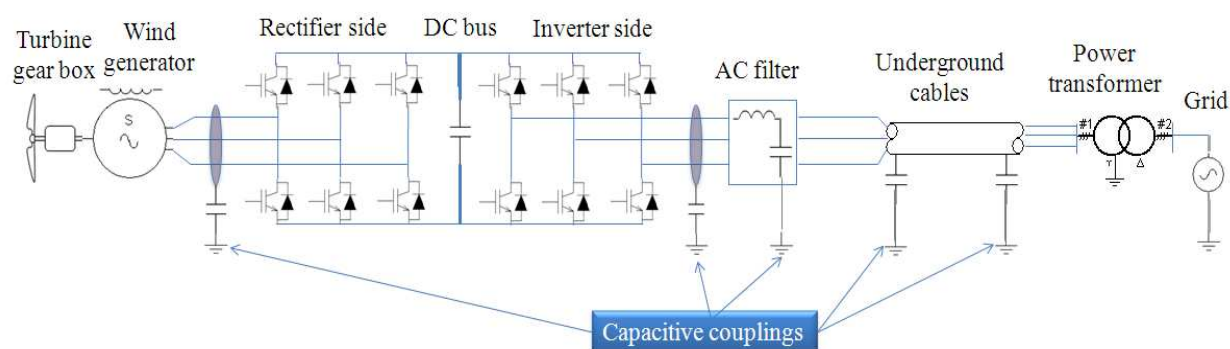 Turbine
gear box
Wind
generator
Rectifier side
DC bus
Inverter side
AC filter
Underground
cables
Power
transformer
Grid
S
#1
#2
Y
Δ
Capacitive couplings